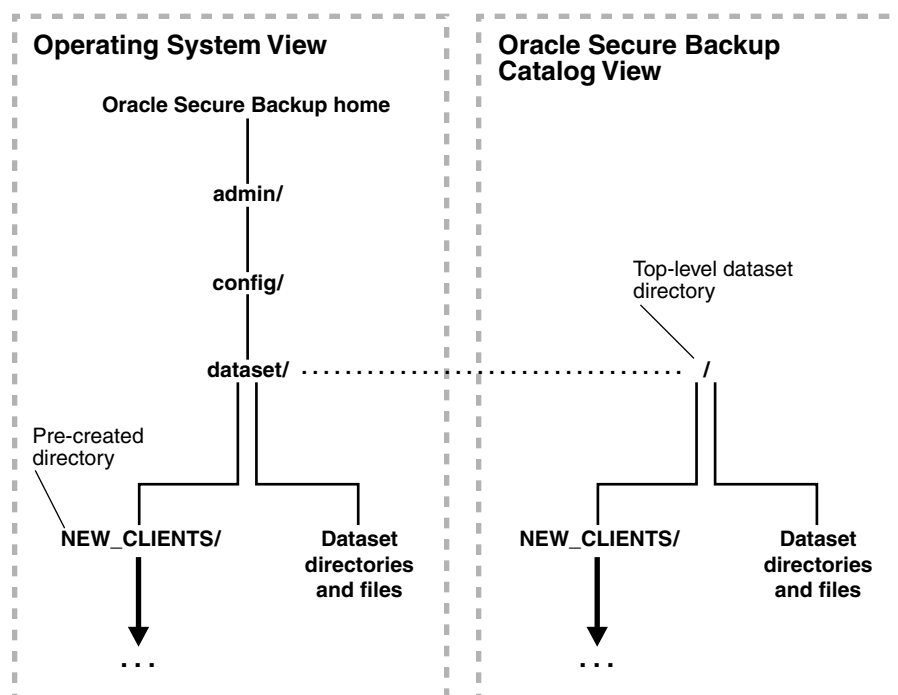 Operating System View
Oracle Secure Backup home
admin/
config/
dataset/
Pre-created
directory
NEW_CLIENTS/
. . .
Dataset
directories
and files
Oracle Secure Backup
Catalog View
Top-level dataset
directory
/
NEW_CLIENTS/
. . .
Dataset
directories
and files